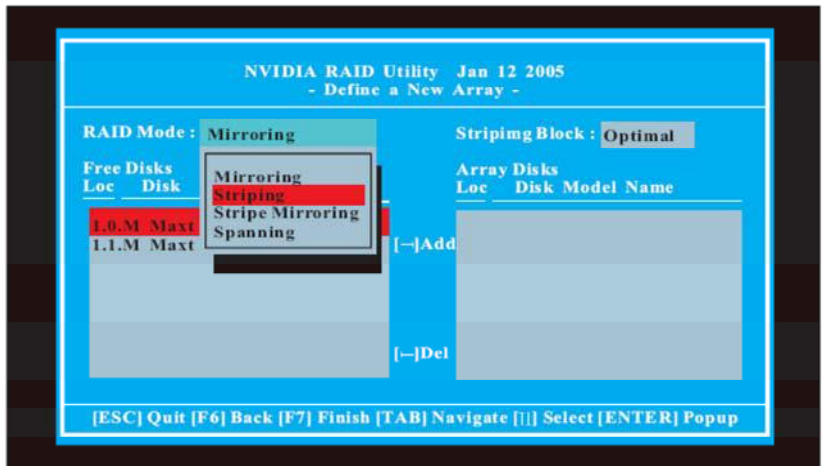 NVIDIA RAID Utility Jan 12 2005
- Define a New Array -
RAID Mode : Mirroring
Stripimg Block : Optimal
Free Disks
Loc Disk
Mirroring
Striping
Stripe Mirroring
Spanning
Array Disks
Loc Disk Model Name
1.0.M Maxt
1.1.M Maxt
[→]Add
[←]Del
[ESC] Quit [F6] Back [F7] Finish [TAB] Navigate [↑↓] Select [ENTER] Popup